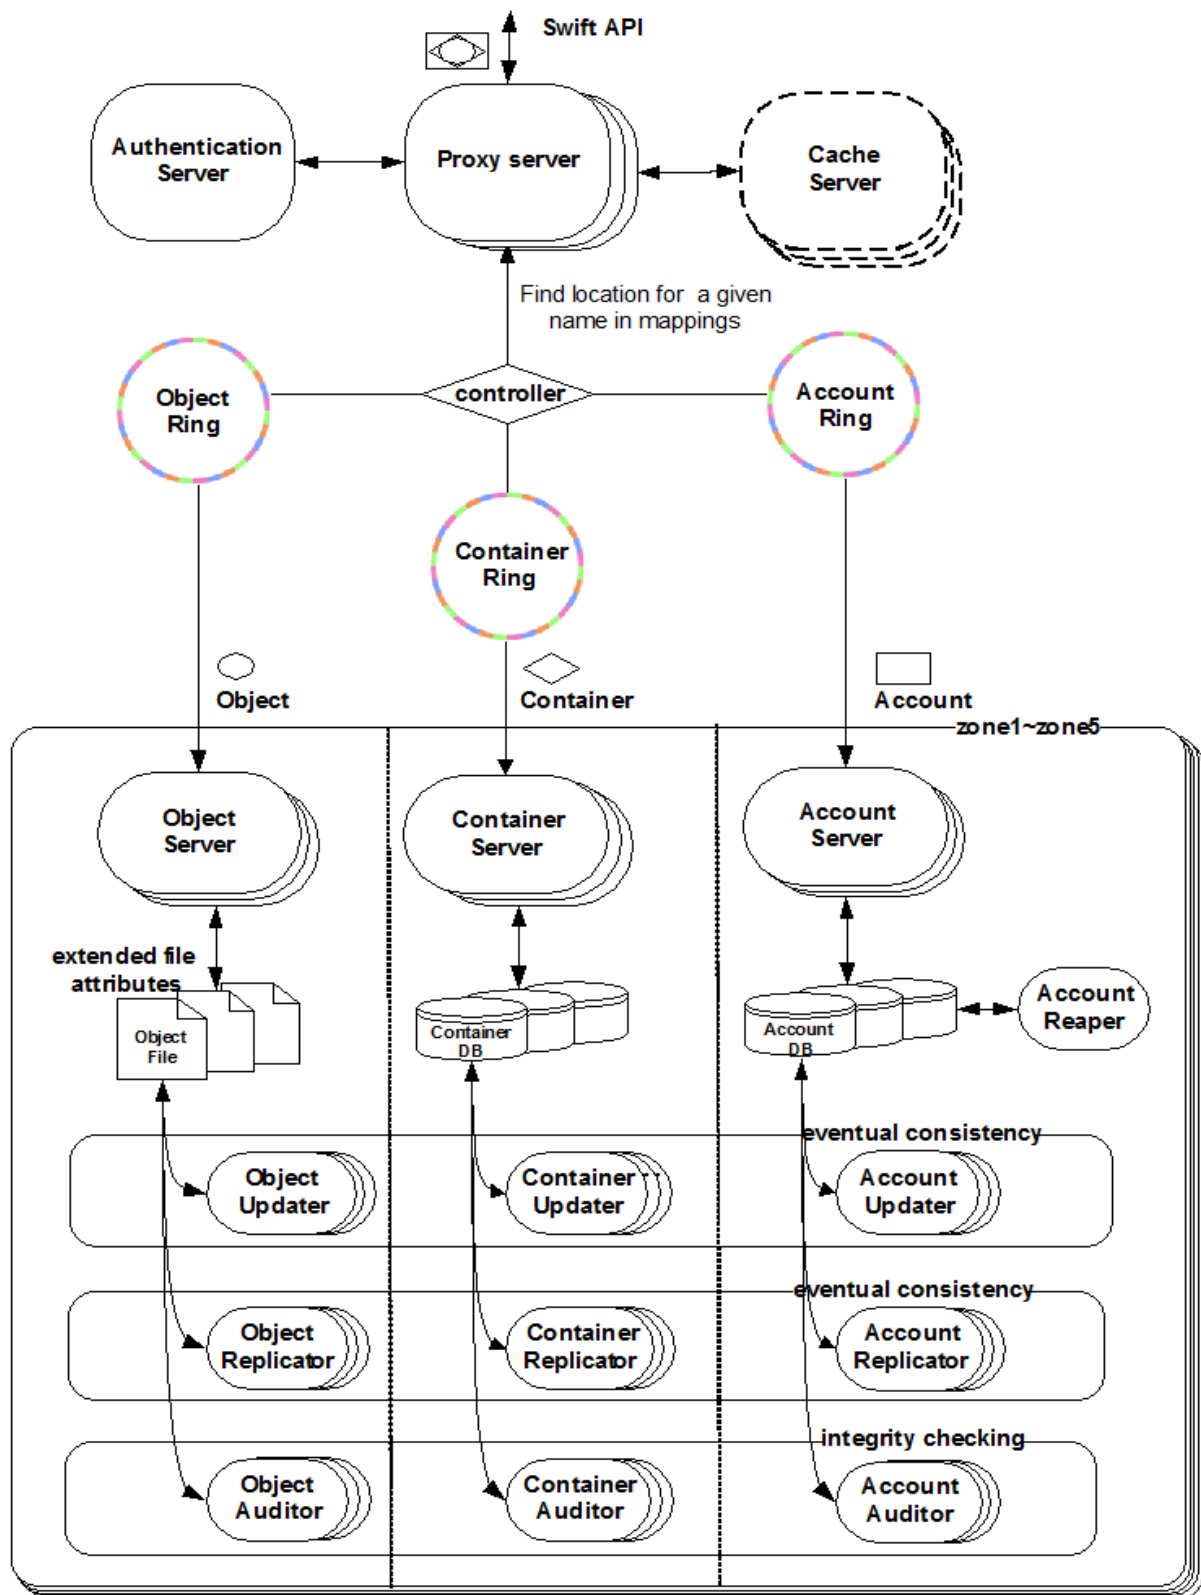 Swift API
Authentication
Server
Proxy server
Cache
Server
Find location for a given
name in mappings
Object
Ring
controller
Account
Ring
Container
Ring
Object
Container
Account
zone1~zone5
Object
Server
Container
Server
Account
Server
extended file
attributes
Object
File
Container
DB
Account
DB
Account
Reaper
eventual consistency
Object
Updater
Container
Updater
Account
Updater
eventual consistency
Object
Replicator
Container
Replicator
Account
Replicator
integrity checking
Object
Auditor
Container
Auditor
Account
Auditor